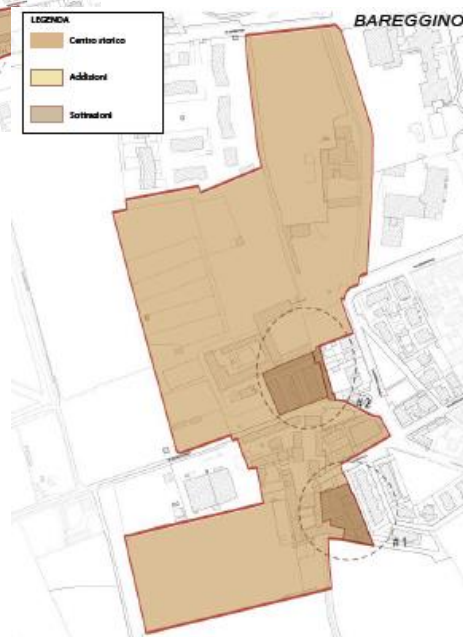 LEGENDA
BAREGGINO
Centro storico
Addizioni
Sottrazioni
#2
#1